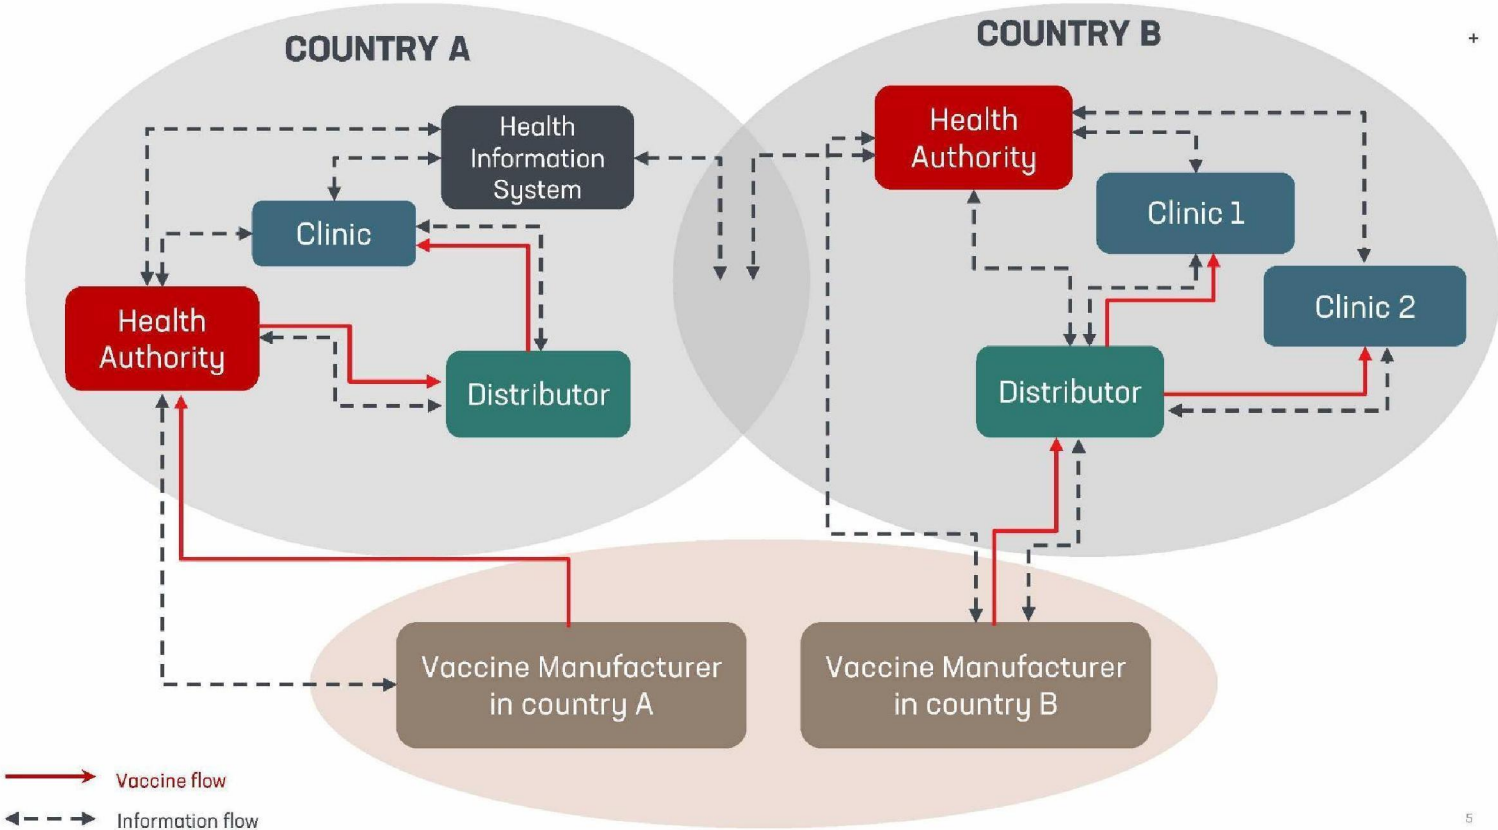 COUNTRY A
COUNTRY B
+
Health
Information
System
Clinic
Health
Authority
Distributor
Health
Authority
Clinic 1
Clinic 2
Distributor
Vaccine Manufacturer
in country A
Vaccine Manufacturer
in country B
Vaccine flow
Information flow
5